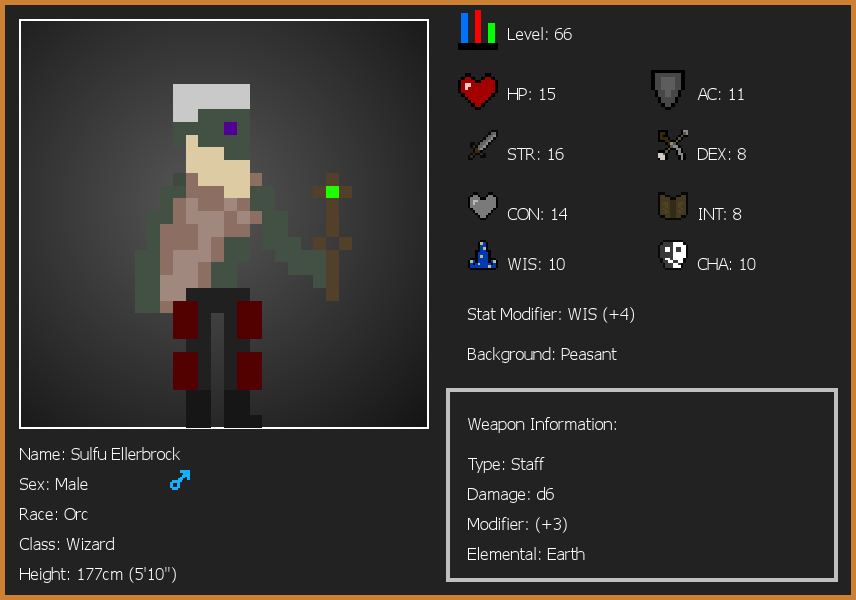 Level: 66
HP: 15
AC: 11
STR: 16
DEX: 8
CON: 14
INT: 8
WIS: 10
CHA: 10
Stat Modifier: WIS (+4)
Background: Peasant
Weapon Information:
Type: Staff
Damage: d6
Modifier: (+3)
Elemental: Earth
Name: Sulfu Ellerbrock
Sex: Male
Race: Orc
Class: Wizard
Height: 177cm (5'10")